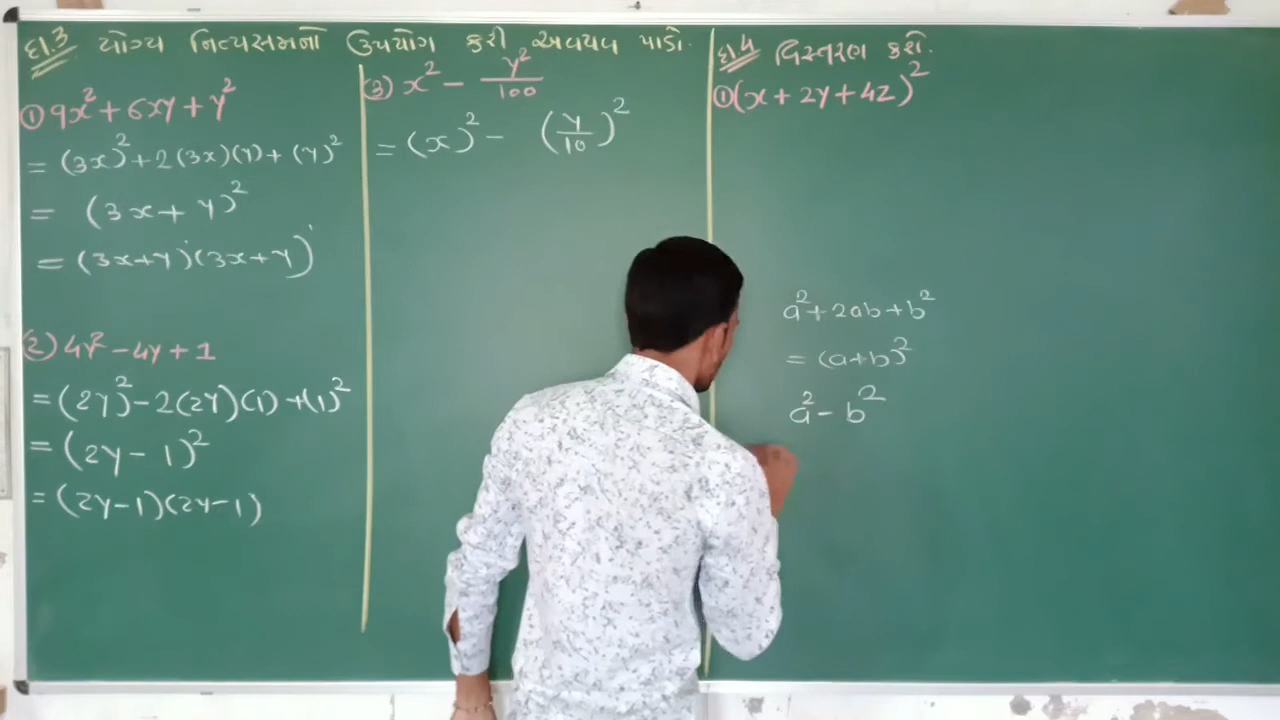 દા.3 યોગ્ય નિત્યસમનો ઉપયોગ કરી અવયવ પાડો.
① 9x² + 6xy + y²
= (3x)² + 2(3x)(y) + (y)²
= (3x + y)²
= (3x+y)(3x+y)
② 4y² - 4y + 1
= (2y)² - 2(2y)(1) + (1)²
= (2y - 1)²
= (2y-1)(2y-1)
③ x² - y²/100
= (x)² - (y/10)²
દા.4 વિસ્તરણ કરો.
① (x + 2y + 4z)²
a² + 2ab + b²
= (a+b)²
a² - b²